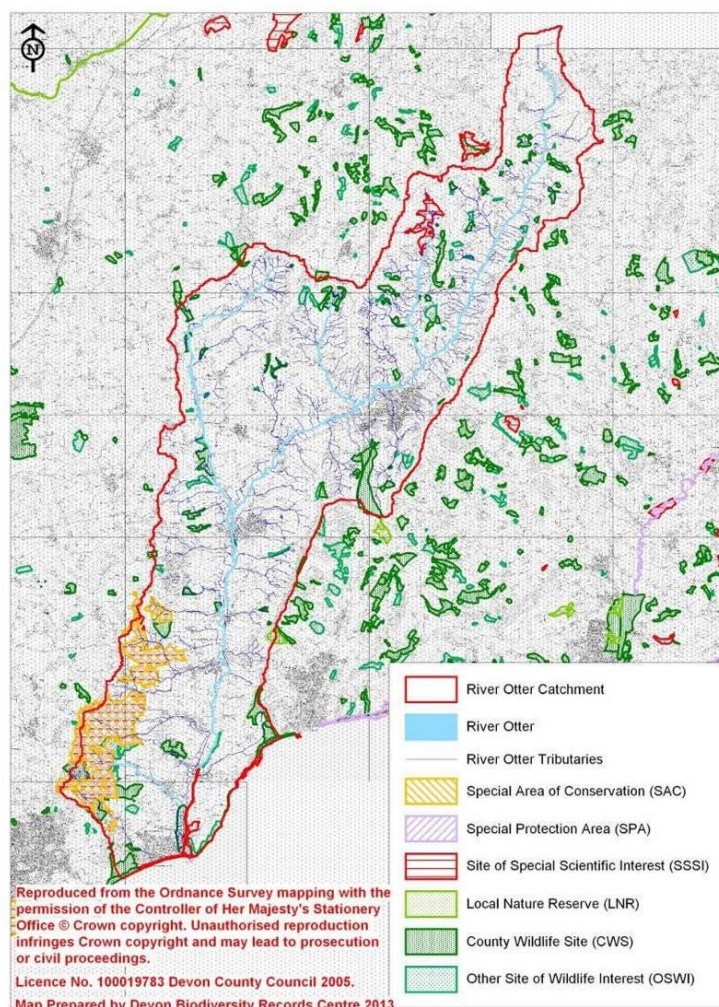 N
River Otter Catchment
River Otter
River Otter Tributaries
Special Area of Conservation (SAC)
Special Protection Area (SPA)
Site of Special Scientific Interest (SSSI)
Local Nature Reserve (LNR)
County Wildlife Site (CWS)
Other Site of Wildlife Interest (OSWI)
Reproduced from the Ordnance Survey mapping with the
permission of the Controller of Her Majesty's Stationery
Office © Crown copyright. Unauthorised reproduction
infringes Crown copyright and may lead to prosecution
or civil proceedings.
Licence No. 100019783 Devon County Council 2005.
Map Prepared by Devon Biodiversity Records Centre 2013